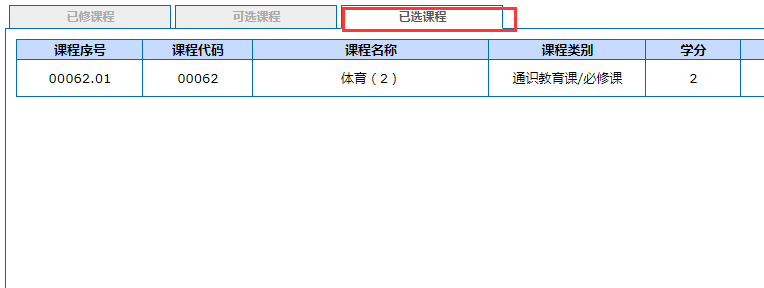 已修课程 可选课程 已选课程
课程序号 课程代码 课程名称 课程类别 学分
00062.01 00062 体育（2） 通识教育课/必修课 2